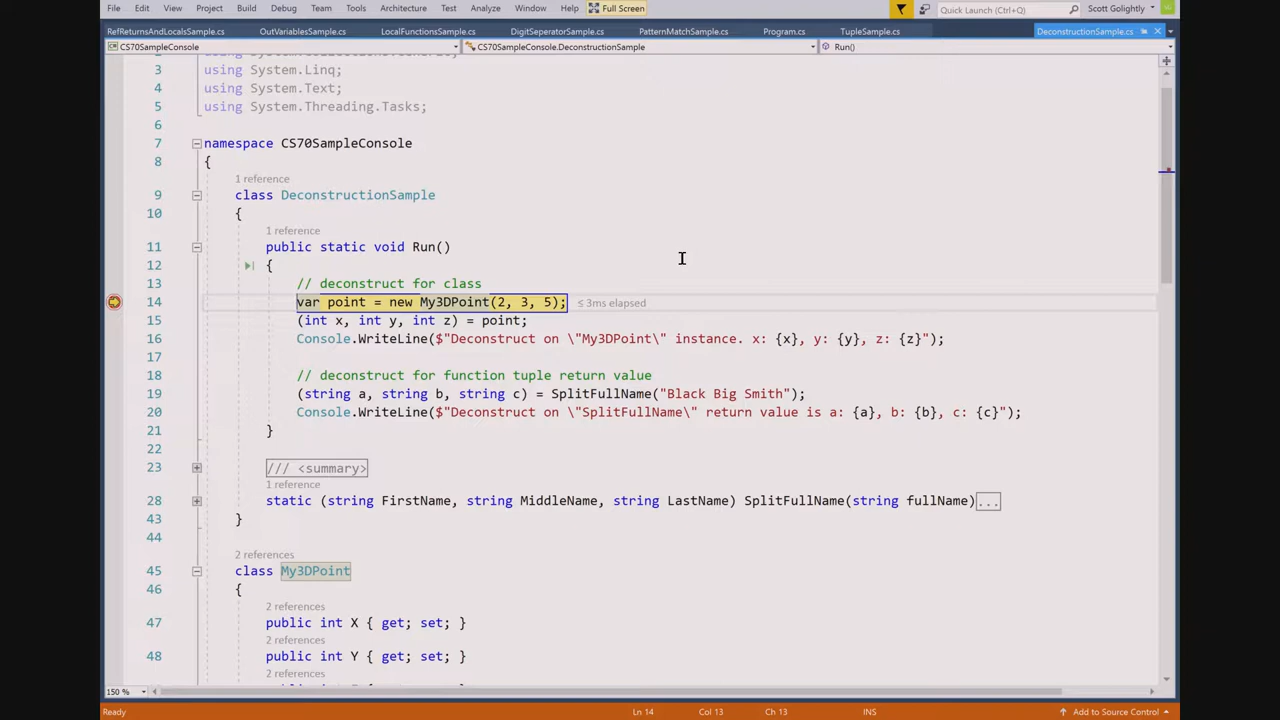 File Edit View Project Build Debug Team Tools Architecture Test Analyze Window Help Full Screen Quick Launch (Ctrl+Q) Scott Golightly
RefReturnsAndLocalsSample.cs OutVariablesSample.cs LocalFunctionsSample.cs DigitSeperatorSample.cs PatternMatchSample.cs Program.cs TupleSample.cs DeconstructionSample.cs
CS70SampleConsole CS70SampleConsole.DeconstructionSample Run()
3 using System.Linq;
4 using System.Text;
5 using System.Threading.Tasks;
6
7 namespace CS70SampleConsole
8 {
1 reference
9 class DeconstructionSample
10 {
1 reference
11 public static void Run()
12 {
13 // deconstruct for class
14 var point = new My3DPoint(2, 3, 5); ≤ 3ms elapsed
15 (int x, int y, int z) = point;
16 Console.WriteLine($"Deconstruct on \"My3DPoint\" instance. x: {x}, y: {y}, z: {z}");
17
18 // deconstruct for function tuple return value
19 (string a, string b, string c) = SplitFullName("Black Big Smith");
20 Console.WriteLine($"Deconstruct on \"SplitFullName\" return value is a: {a}, b: {b}, c: {c}");
21 }
22
23 /// <summary>
1 reference
28 static (string FirstName, string MiddleName, string LastName) SplitFullName(string fullName)...
43 }
44
2 references
45 class My3DPoint
46 {
2 references
47 public int X { get; set; }
2 references
48 public int Y { get; set; }
2 references
150 %
Ready Ln 14 Col 13 Ch 13 INS Add to Source Control